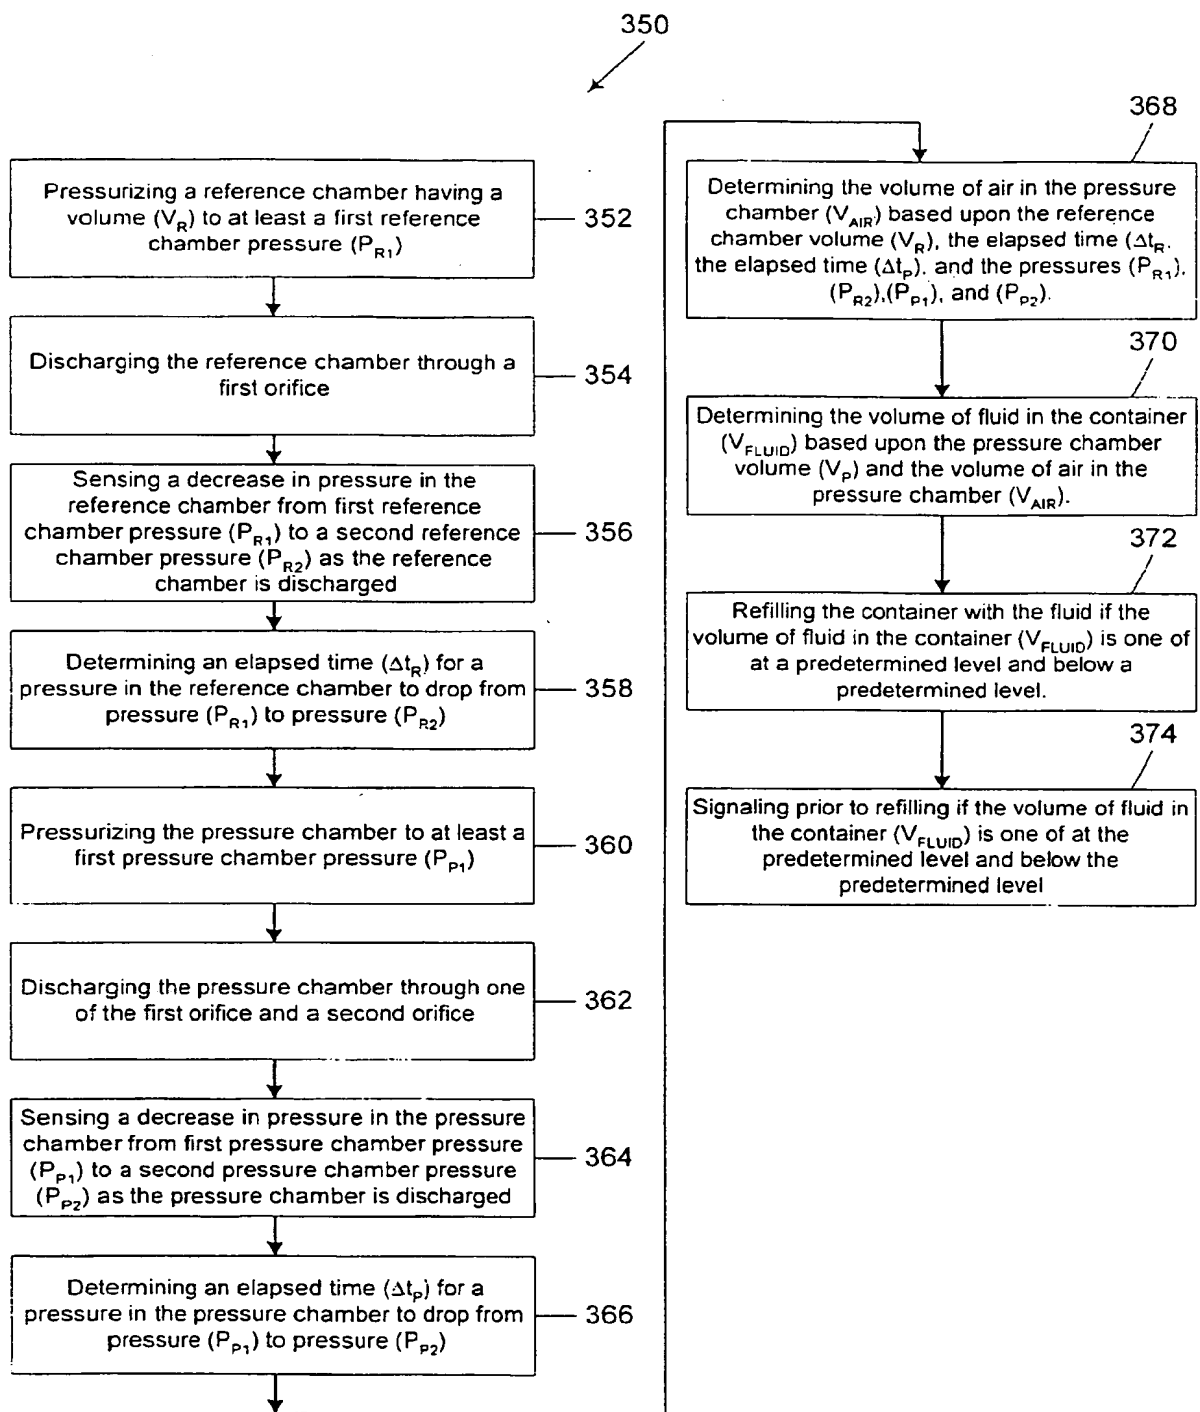 350
Pressurizing a reference chamber having a
volume (V_R) to at least a first reference
chamber pressure (P_R1)
352
Discharging the reference chamber through a
first orifice
354
Sensing a decrease in pressure in the
reference chamber from first reference
chamber pressure (P_R1) to a second reference
chamber pressure (P_R2) as the reference
chamber is discharged
356
Determining an elapsed time (Δt_R) for a
pressure in the reference chamber to drop from
pressure (P_R1) to pressure (P_R2)
358
Pressurizing the pressure chamber to at least a
first pressure chamber pressure (P_P1)
360
Discharging the pressure chamber through one
of the first orifice and a second orifice
362
Sensing a decrease in pressure in the pressure
chamber from first pressure chamber pressure
(P_P1) to a second pressure chamber pressure
(P_P2) as the pressure chamber is discharged
364
Determining an elapsed time (Δt_P) for a
pressure in the pressure chamber to drop from
pressure (P_P1) to pressure (P_P2)
366
368
Determining the volume of air in the pressure
chamber (V_AIR) based upon the reference
chamber volume (V_R), the elapsed time (Δt_R,
the elapsed time (Δt_P), and the pressures (P_R1),
(P_R2),(P_P1), and (P_P2).
370
Determining the volume of fluid in the container
(V_FLUID) based upon the pressure chamber
volume (V_P) and the volume of air in the
pressure chamber (V_AIR).
372
Refilling the container with the fluid if the
volume of fluid in the container (V_FLUID) is one of
at a predetermined level and below a
predetermined level.
374
Signaling prior to refilling if the volume of fluid in
the container (V_FLUID) is one of at the
predetermined level and below the
predetermined level